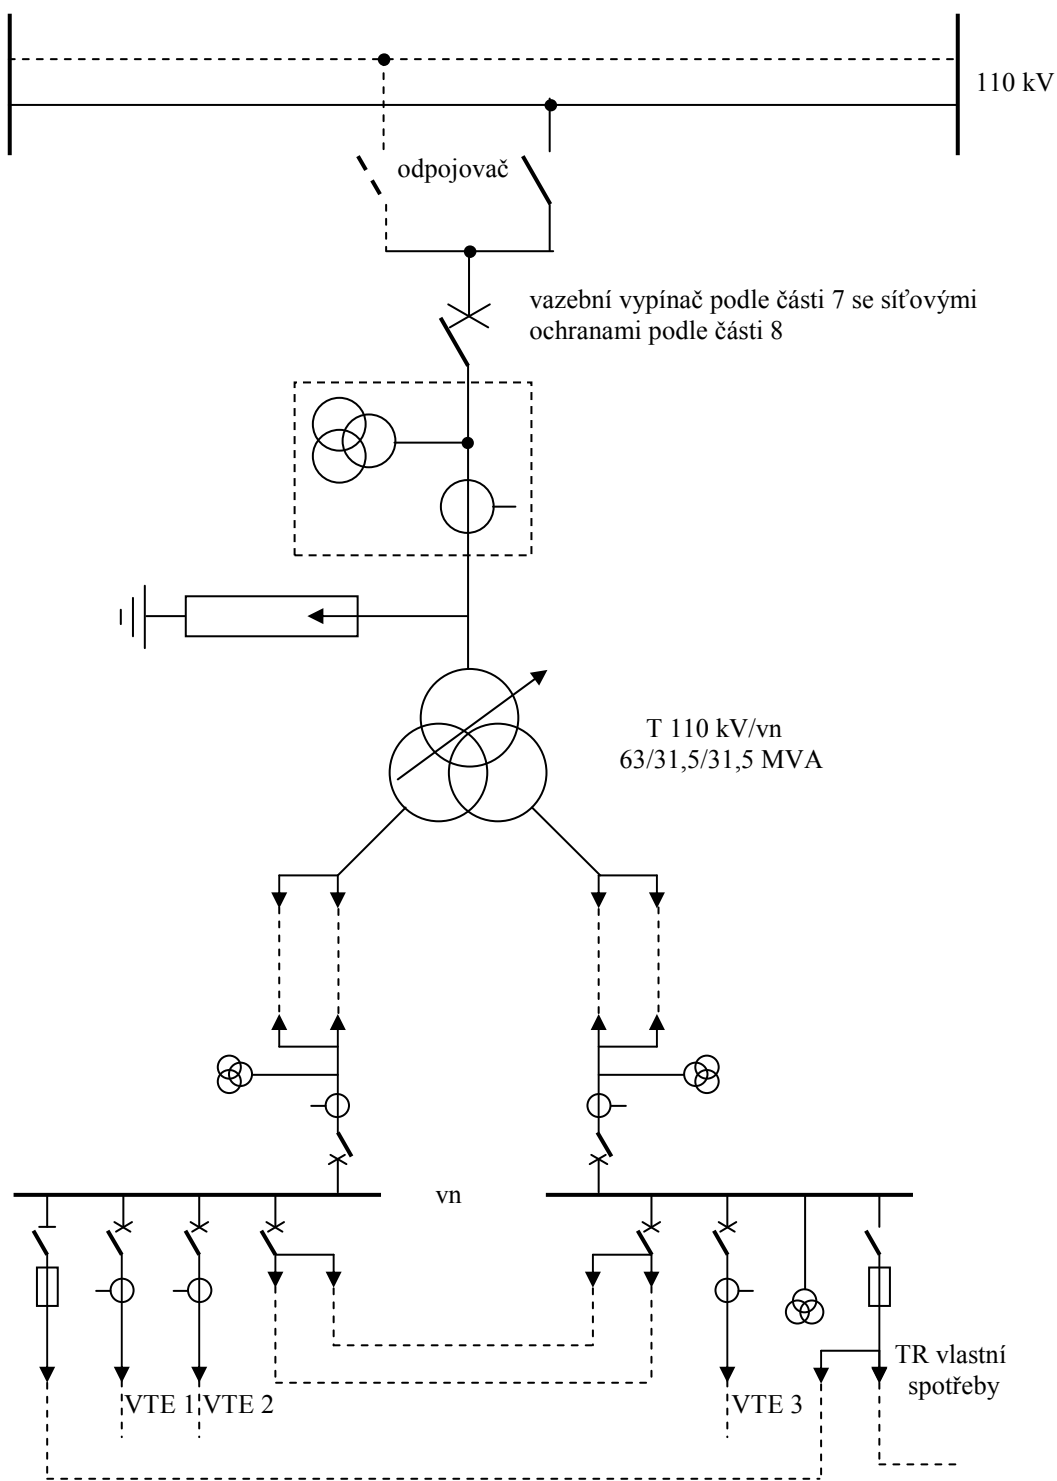 110 kV
odpojovač
vazební vypínač podle části 7 se síťovými
ochranami podle části 8
T 110 kV/vn
63/31,5/31,5 MVA
vn
TR vlastní
spotřeby
VTE 1
VTE 2
VTE 3